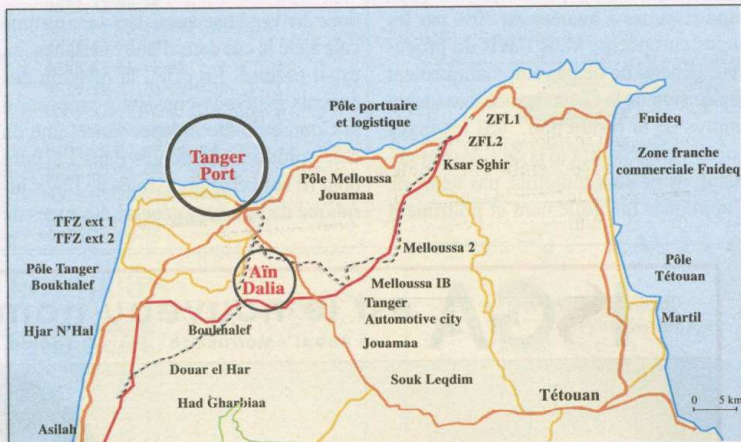 Pôle portuaire
et logistique
ZFL1
ZFL2
Ksar Sghir
Fnideq
Zone franche
commerciale Fnideq
Tanger
Port
Pôle Melloussa
Jouamaa
TFZ ext 1
TFZ ext 2
Pôle Tanger
Boukhalef
Aïn
Dalia
Melloussa 2
Melloussa IB
Tanger
Automotive city
Jouamaa
Pôle
Tétouan
Martil
Hjar N'Hal
Boukhalef
Douar el Har
Had Gharbiaa
Souk Leqdim
Tétouan
Asilah
0 5 km